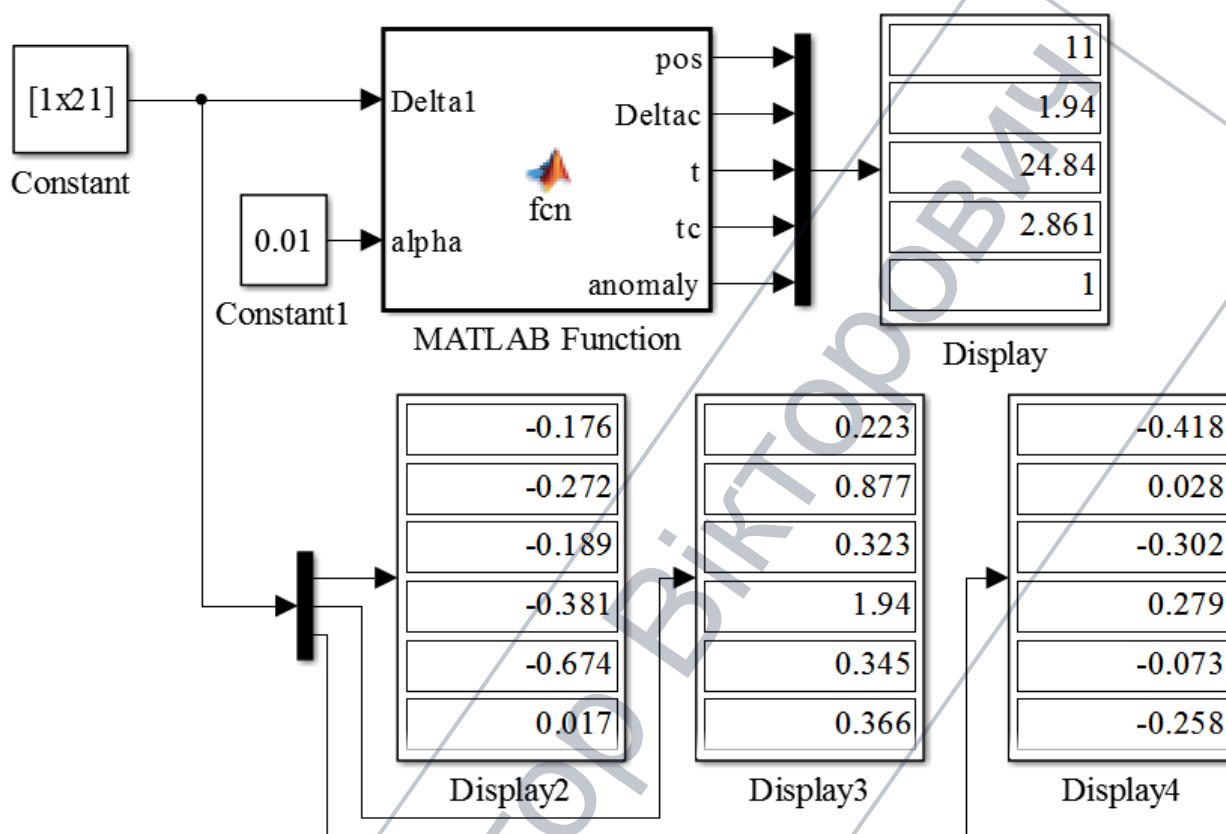 [1x21]
Constant
0.01
Constant1
Delta1
alpha
fcn
pos
Deltac
t
tc
anomaly
MATLAB Function
11
1.94
24.84
2.861
1
Display
-0.176
-0.272
-0.189
-0.381
-0.674
0.017
Display2
0.223
0.877
0.323
1.94
0.345
0.366
Display3
-0.418
0.028
-0.302
0.279
-0.073
-0.258
Display4
тор Вікторович